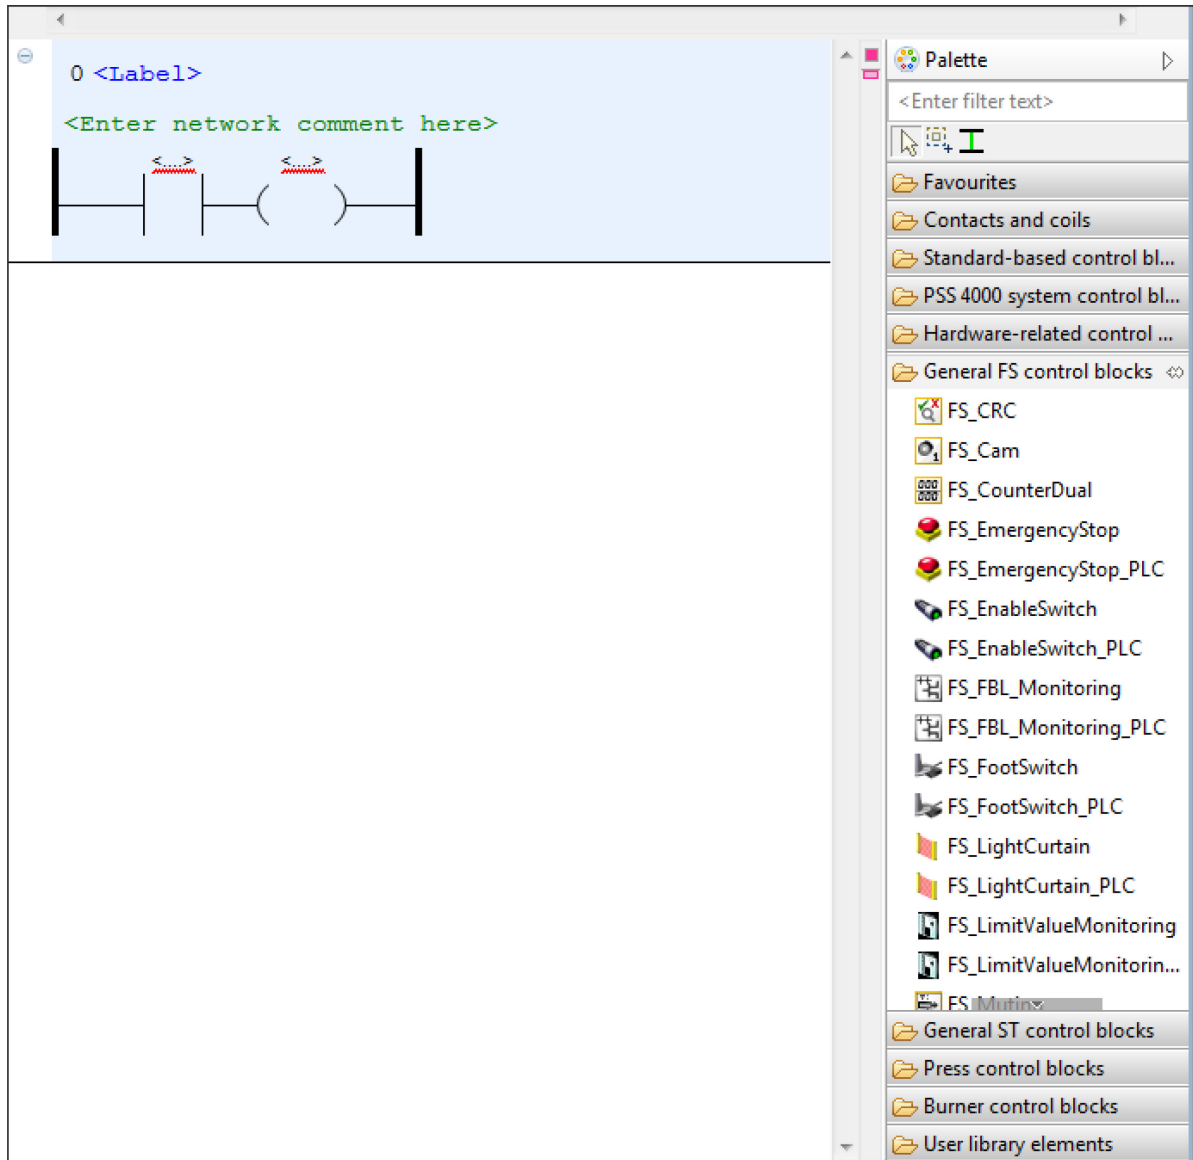 0 <Label>
<Enter network comment here>
<...> <...>
Palette
<Enter filter text>
Favourites
Contacts and coils
Standard-based control bl...
PSS 4000 system control bl...
Hardware-related control ...
General FS control blocks
FS_CRC
FS_Cam
FS_CounterDual
FS_EmergencyStop
FS_EmergencyStop_PLC
FS_EnableSwitch
FS_EnableSwitch_PLC
FS_FBL_Monitoring
FS_FBL_Monitoring_PLC
FS_FootSwitch
FS_FootSwitch_PLC
FS_LightCurtain
FS_LightCurtain_PLC
FS_LimitValueMonitoring
FS_LimitValueMonitorin...
FS_Muting
General ST control blocks
Press control blocks
Burner control blocks
User library elements